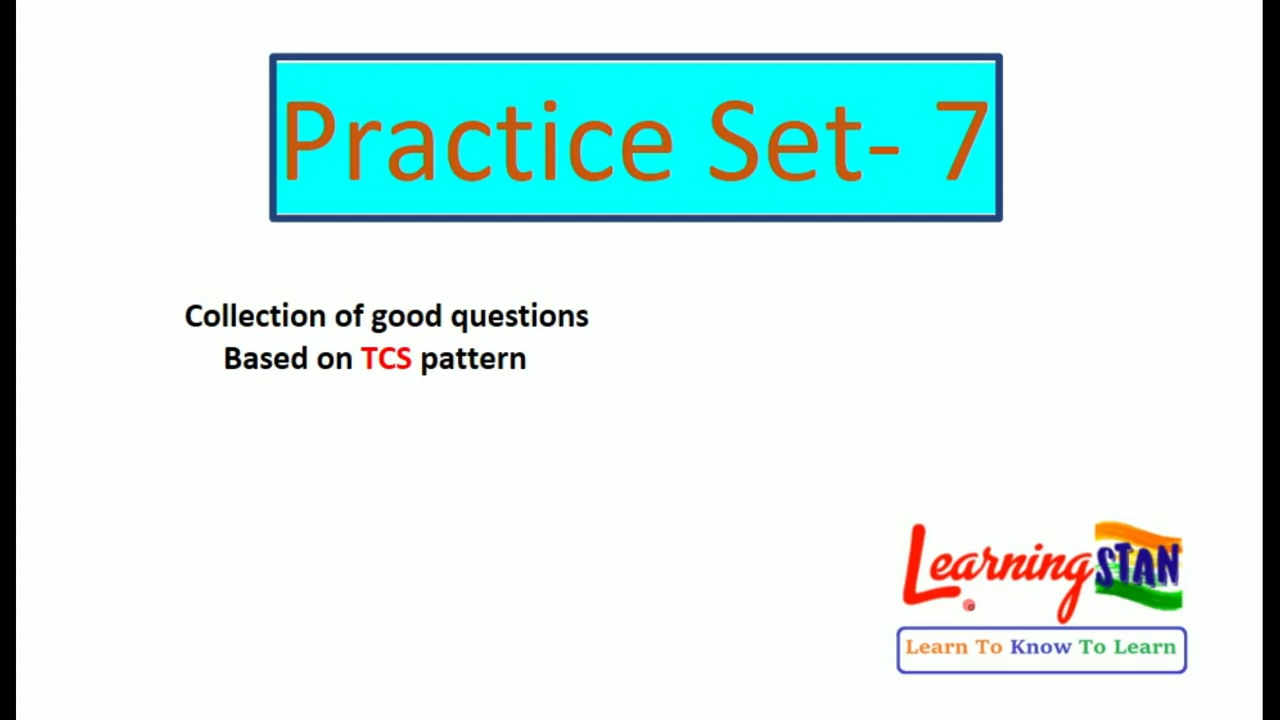 Practice Set- 7
Collection of good questions
Based on TCS pattern
LearningSTAN
Learn To Know To Learn